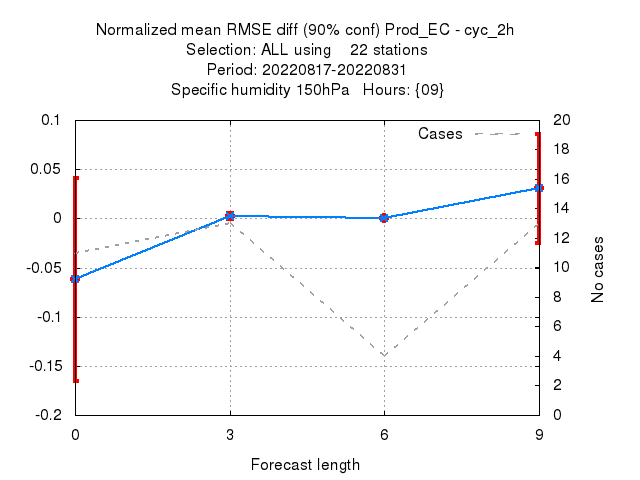 Normalized mean RMSE diff (90% conf) Prod_EC - cyc_2h
Selection: ALL using    22 stations
Period: 20220817-20220831
Specific humidity 150hPa   Hours: {09}
Cases
0.1
0.05
0
-0.05
-0.1
-0.15
-0.2
20
18
16
14
12
10
8
6
4
2
0
No cases
0 3 6 9
Forecast length